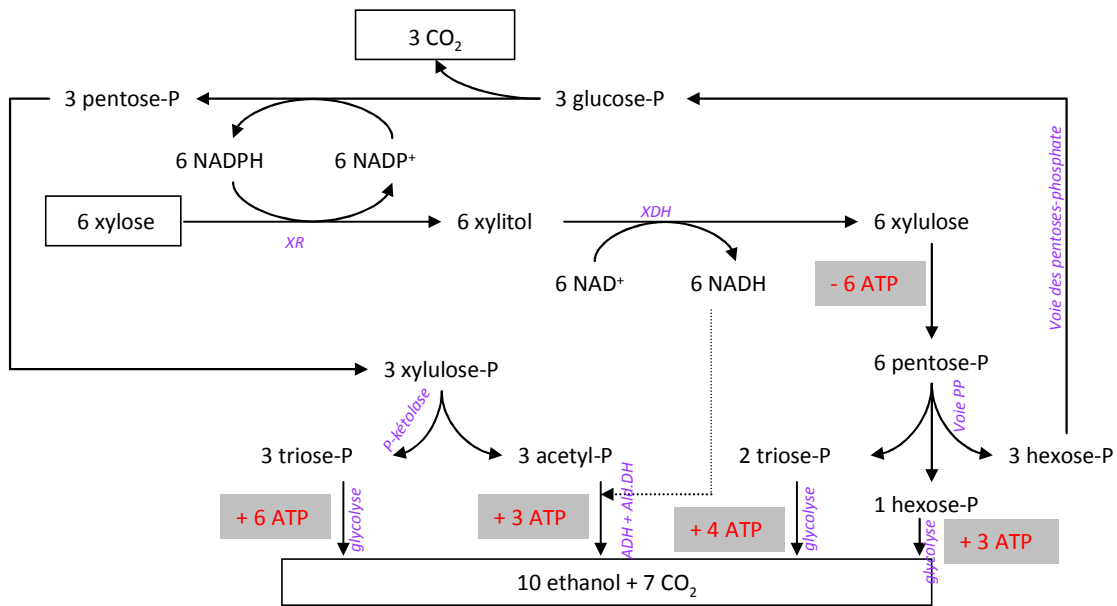 3 CO₂
3 pentose-P
3 glucose-P
6 NADPH
6 NADP⁺
Voie des pentoses-phosphate
6 xylose
XR
6 xylitol
XDH
6 xylulose
6 NAD⁺
6 NADH
- 6 ATP
3 xylulose-P
6 pentose-P
P-kétolase
Voie PP
3 triose-P
3 acetyl-P
2 triose-P
3 hexose-P
1 hexose-P
+ 6 ATP
glycolyse
+ 3 ATP
ADH + Ald.DH
+ 4 ATP
glycolyse
glycolyse
+ 3 ATP
10 ethanol + 7 CO₂